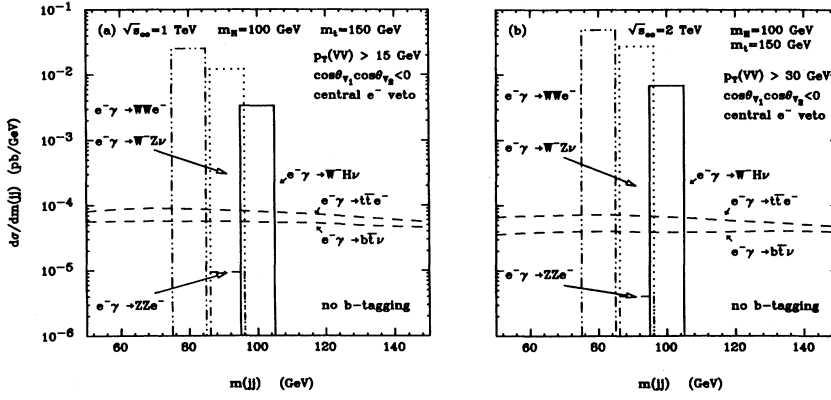 (a) √s_ee=1 TeV m_H=100 GeV m_t=150 GeV
p_T(VV) > 15 GeV
cosθ_V1cosθ_V2<0
central e⁻ veto
e⁻γ→WWe⁻
e⁻γ→W⁻Zν
e⁻γ→W⁻Hν
e⁻γ→tt̅e⁻
e⁻γ→bt̅ν
e⁻γ→ZZe⁻
no b-tagging
dσ/dm(jj) (pb/GeV)
10⁻¹
10⁻²
10⁻³
10⁻⁴
10⁻⁵
10⁻⁶
60 80 100 120 140
m(jj) (GeV)
(b) √s_ee=2 TeV m_H=100 GeV
m_t=150 GeV
p_T(VV) > 30 GeV
cosθ_V1cosθ_V2<0
central e⁻ veto
e⁻γ→WWe⁻
e⁻γ→W⁻Zν
e⁻γ→W⁻Hν
e⁻γ→tt̅e⁻
e⁻γ→bt̅ν
e⁻γ→ZZe⁻
no b-tagging
60 80 100 120 140
m(jj) (GeV)